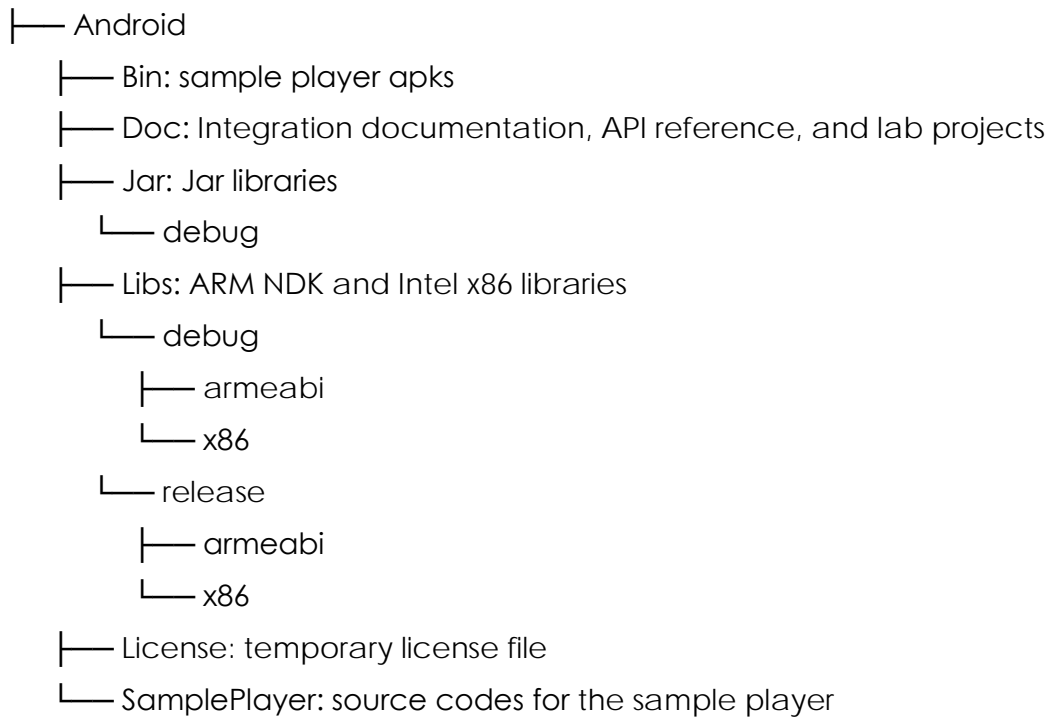 ├── Android
├── Bin: sample player apks
├── Doc: Integration documentation, API reference, and lab projects
├── Jar: Jar libraries
└── debug
├── Libs: ARM NDK and Intel x86 libraries
└── debug
├── armeabi
└── x86
└── release
├── armeabi
└── x86
├── License: temporary license file
└── SamplePlayer: source codes for the sample player